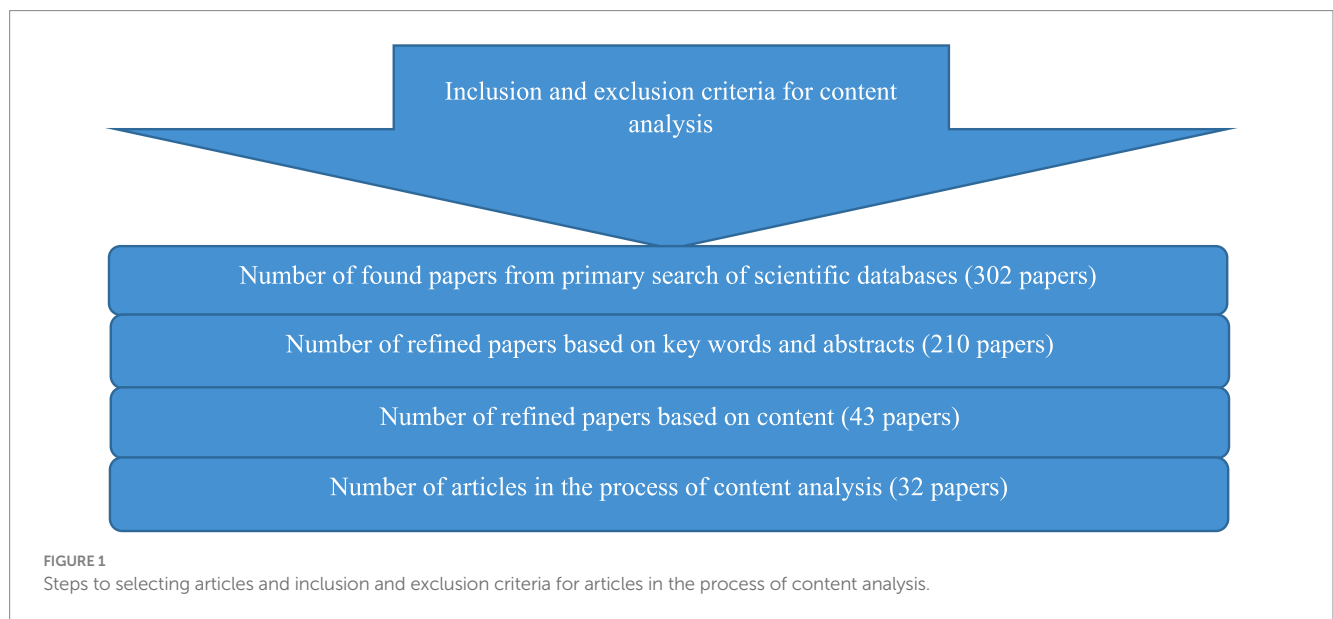 Inclusion and exclusion criteria for content
analysis
Number of found papers from primary search of scientific databases (302 papers)
Number of refined papers based on key words and abstracts (210 papers)
Number of refined papers based on content (43 papers)
Number of articles in the process of content analysis (32 papers)
FIGURE 1
Steps to selecting articles and inclusion and exclusion criteria for articles in the process of content analysis.